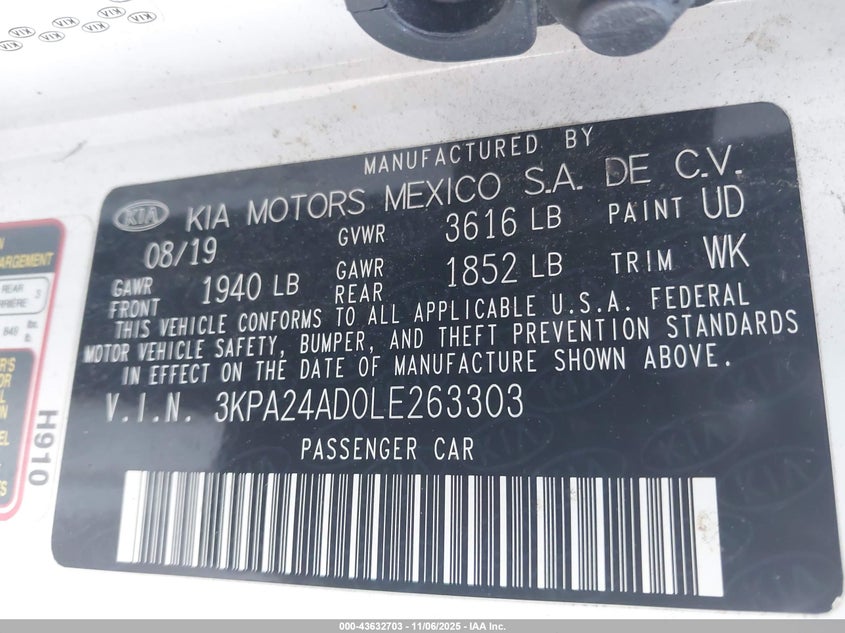 MANUFACTURED BY
KIA KIA MOTORS MEXICO S.A. DE C.V.
08/19 GVWR 3616 LB PAINT UD
GAWR FRONT 1940 LB GAWR REAR 1852 LB TRIM WK
THIS VEHICLE CONFORMS TO ALL APPLICABLE U.S.A. FEDERAL
MOTOR VEHICLE SAFETY, BUMPER, AND THEFT PREVENTION STANDARDS
IN EFFECT ON THE DATE OF MANUFACTURE SHOWN ABOVE.
V.I.N. 3KPA24AD0LE263303
PASSENGER CAR
H910
REAR
849
000-43632703 - 11/06/2025 - IAA Inc.